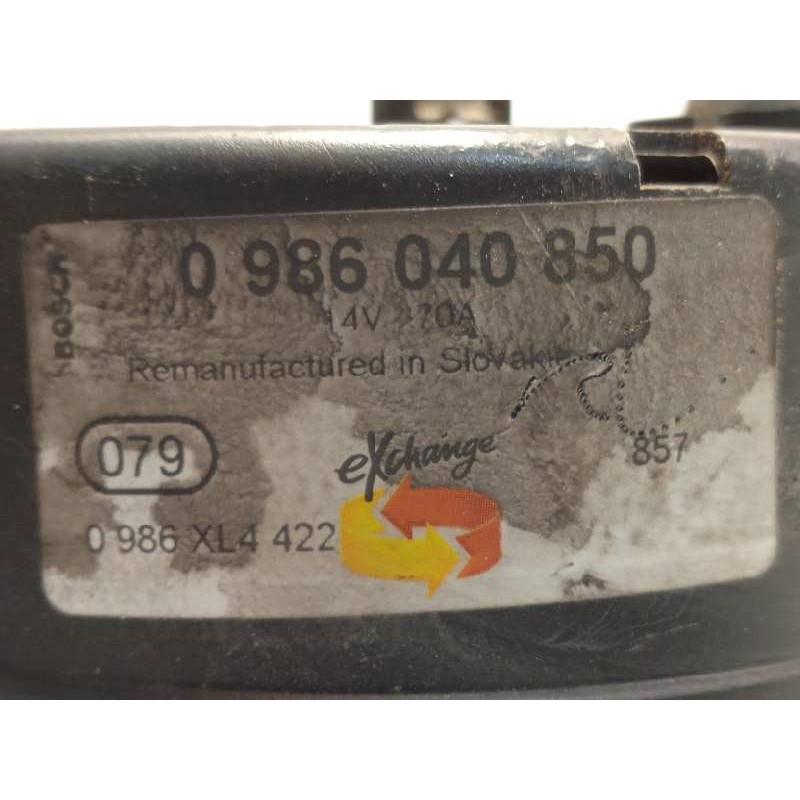 BOSCH
0 986 040 850
14V 70A
Remanufactured in Slovakia
079
eXchange
857
0 986 XL4 422